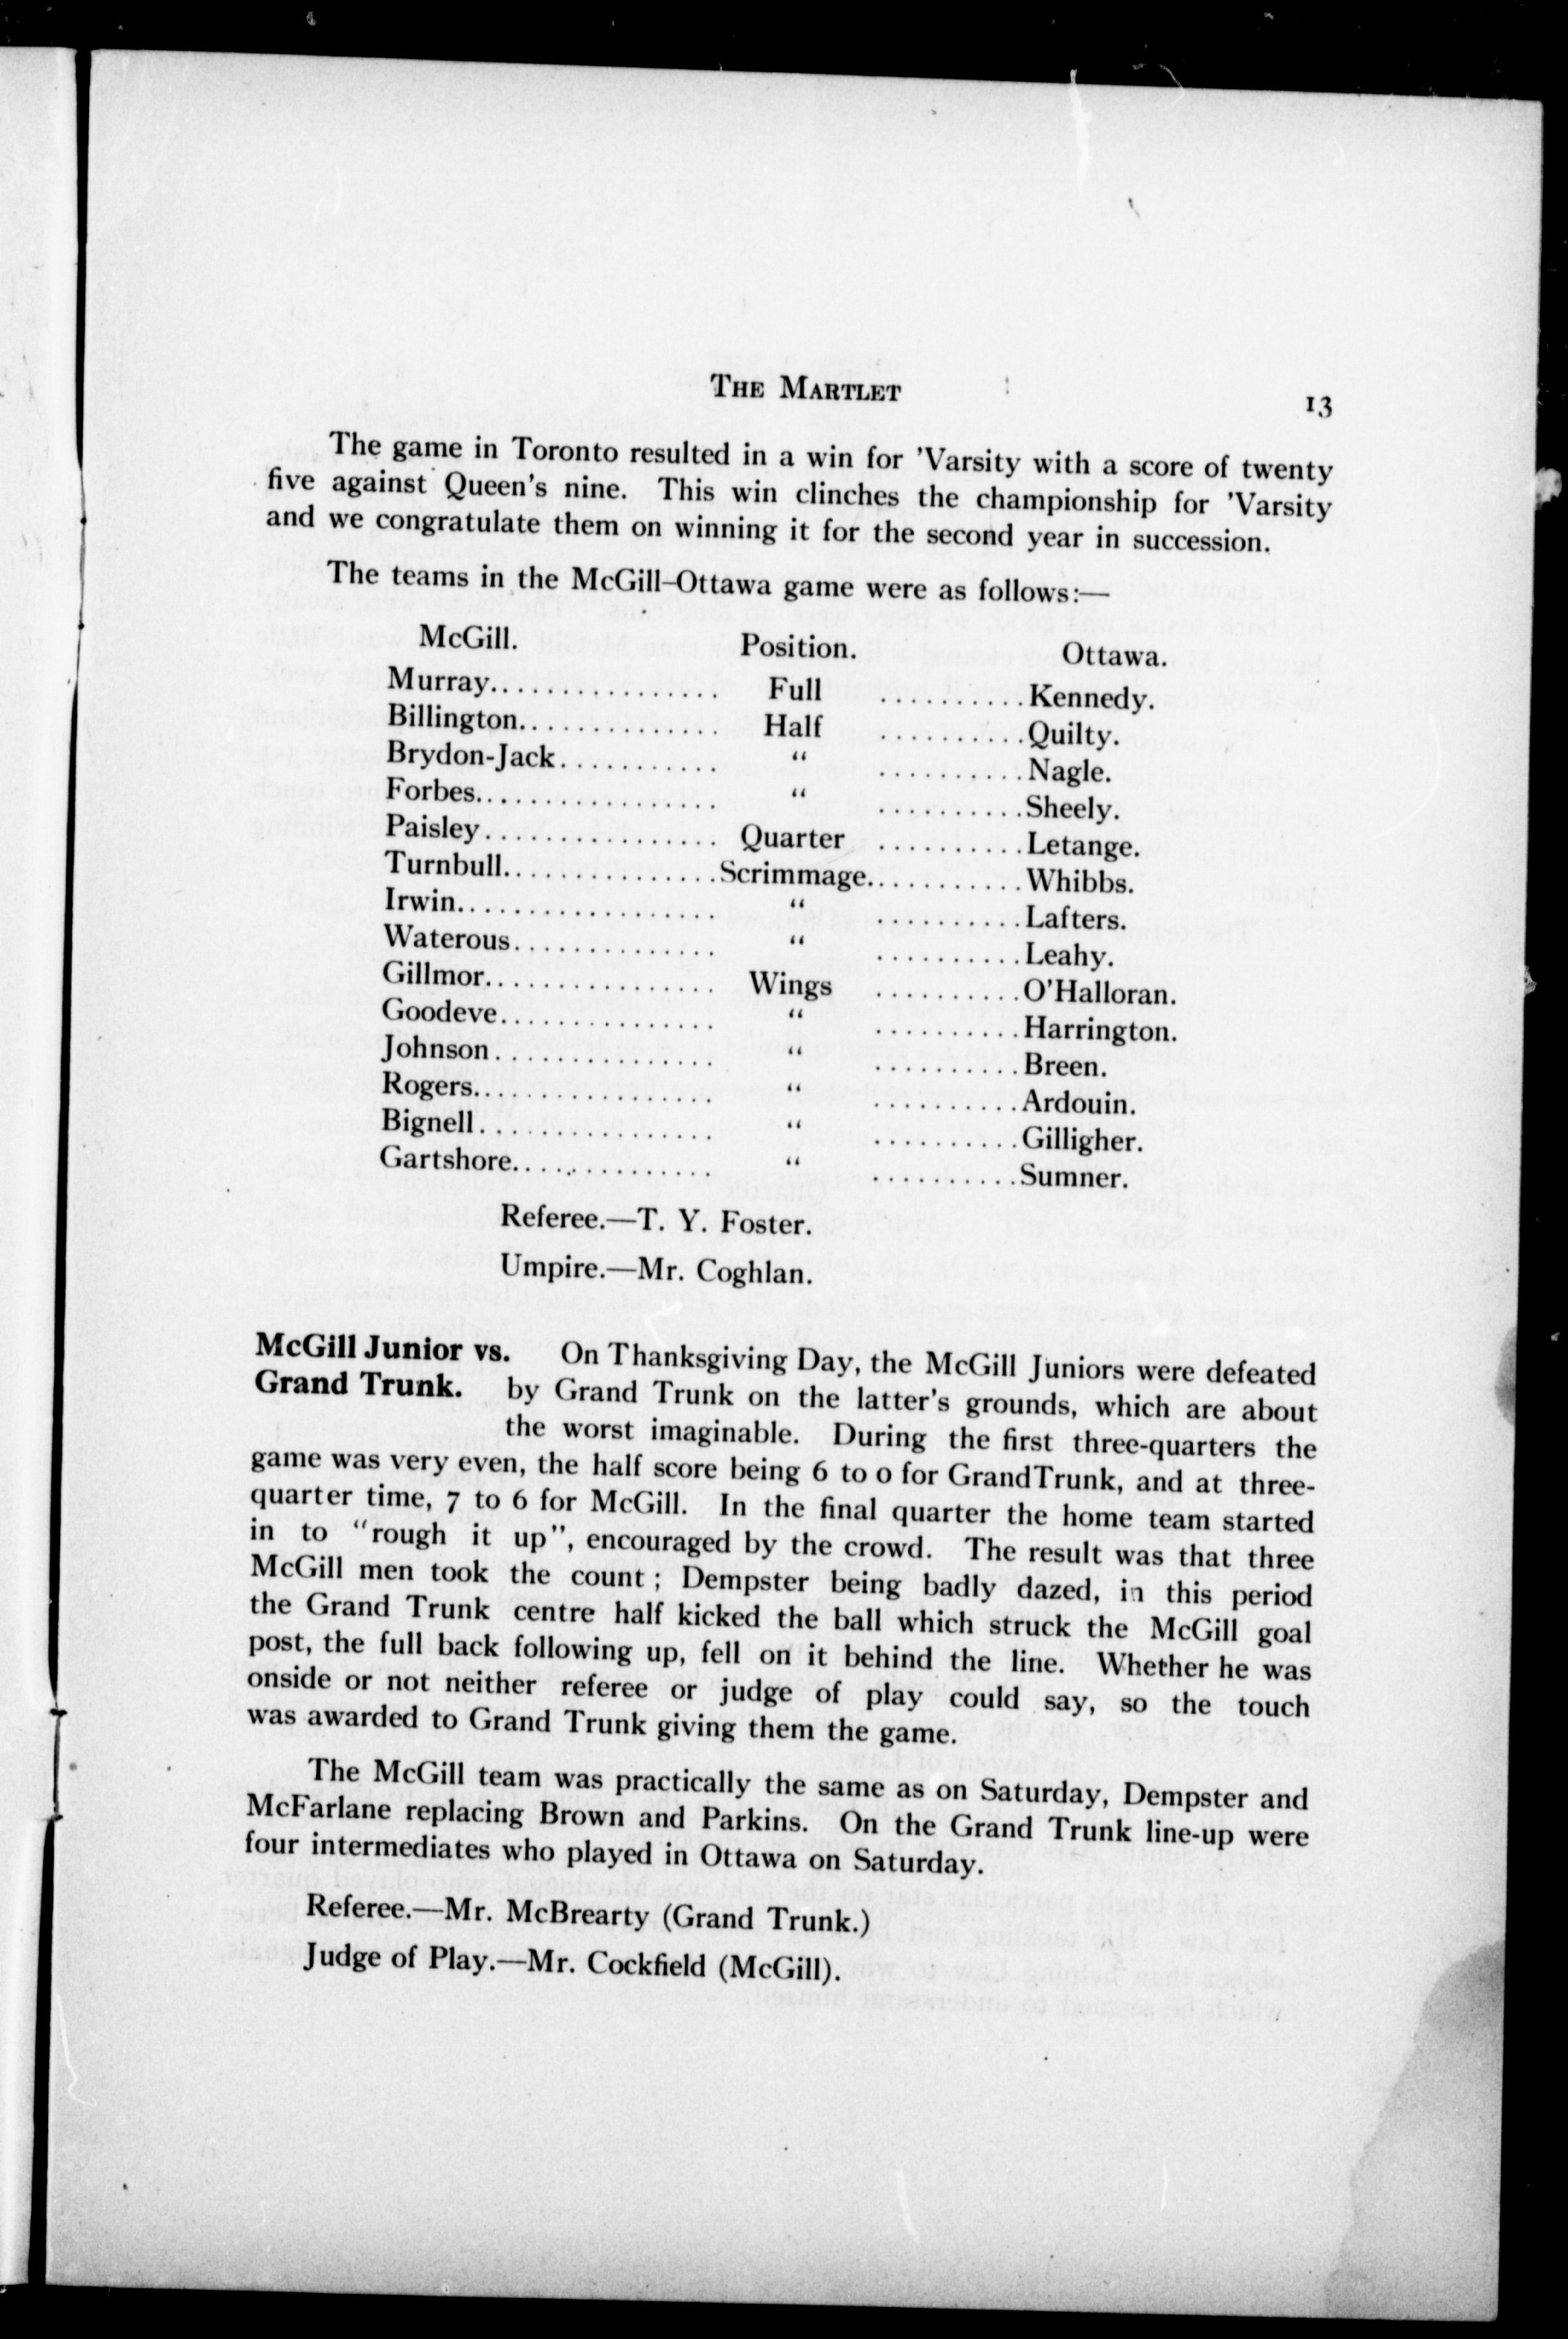 THE MARTLET 13
The game in Toronto resulted in a win for 'Varsity with a score of twenty
five against Queen's nine. This win clinches the championship for 'Varsity
and we congratulate them on winning it for the second year in succession.
The teams in the McGill-Ottawa game were as follows:—
McGill. Position. Ottawa.
Murray................ Full ..........Kennedy.
Billington.............. Half ..........Quilty.
Brydon-Jack........... “ ..........Nagle.
Forbes................. “ ..........Sheely.
Paisley................ Quarter ..........Letange.
Turnbull...............Scrimmage...........Whibbs.
Irwin.................. “ ..........Lafters.
Waterous.............. “ ..........Leahy.
Gillmor................ Wings ..........O'Halloran.
Goodeve............... “ ..........Harrington.
Johnson............... “ ..........Breen.
Rogers................. “ ..........Ardouin.
Bignell................ “ ..........Gilligher.
Gartshore.............. “ ..........Sumner.
Referee.—T. Y. Foster.
Umpire.—Mr. Coghlan.
McGill Junior vs. On Thanksgiving Day, the McGill Juniors were defeated
Grand Trunk. by Grand Trunk on the latter's grounds, which are about
the worst imaginable. During the first three-quarters the
game was very even, the half score being 6 to 0 for GrandTrunk, and at three-
quarter time, 7 to 6 for McGill. In the final quarter the home team started
in to “rough it up”, encouraged by the crowd. The result was that three
McGill men took the count; Dempster being badly dazed, in this period
the Grand Trunk centre half kicked the ball which struck the McGill goal
post, the full back following up, fell on it behind the line. Whether he was
onside or not neither referee or judge of play could say, so the touch
was awarded to Grand Trunk giving them the game.
The McGill team was practically the same as on Saturday, Dempster and
McFarlane replacing Brown and Parkins. On the Grand Trunk line-up were
four intermediates who played in Ottawa on Saturday.
Referee.—Mr. McBrearty (Grand Trunk.)
Judge of Play.—Mr. Cockfield (McGill).